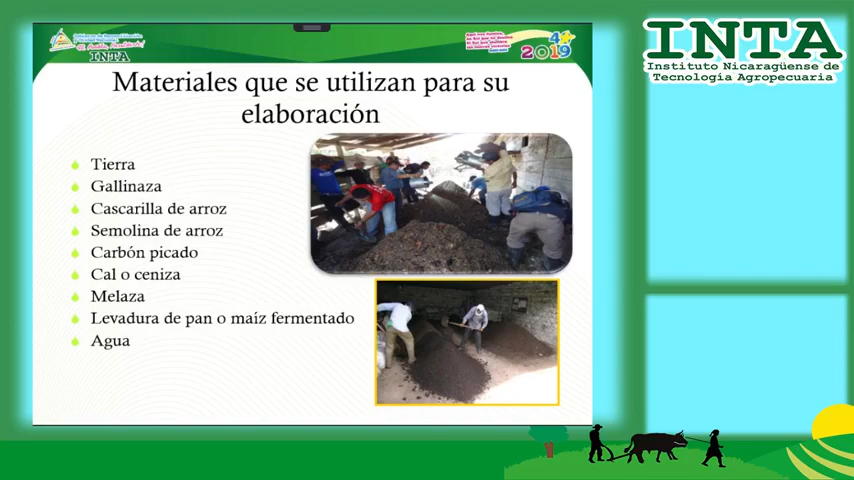 INTA
4
2019
INTA
Instituto Nicaragüense de
Tecnología Agropecuaria
Materiales que se utilizan para su
elaboración
Tierra
Gallinaza
Cascarilla de arroz
Semolina de arroz
Carbón picado
Cal o ceniza
Melaza
Levadura de pan o maíz fermentado
Agua